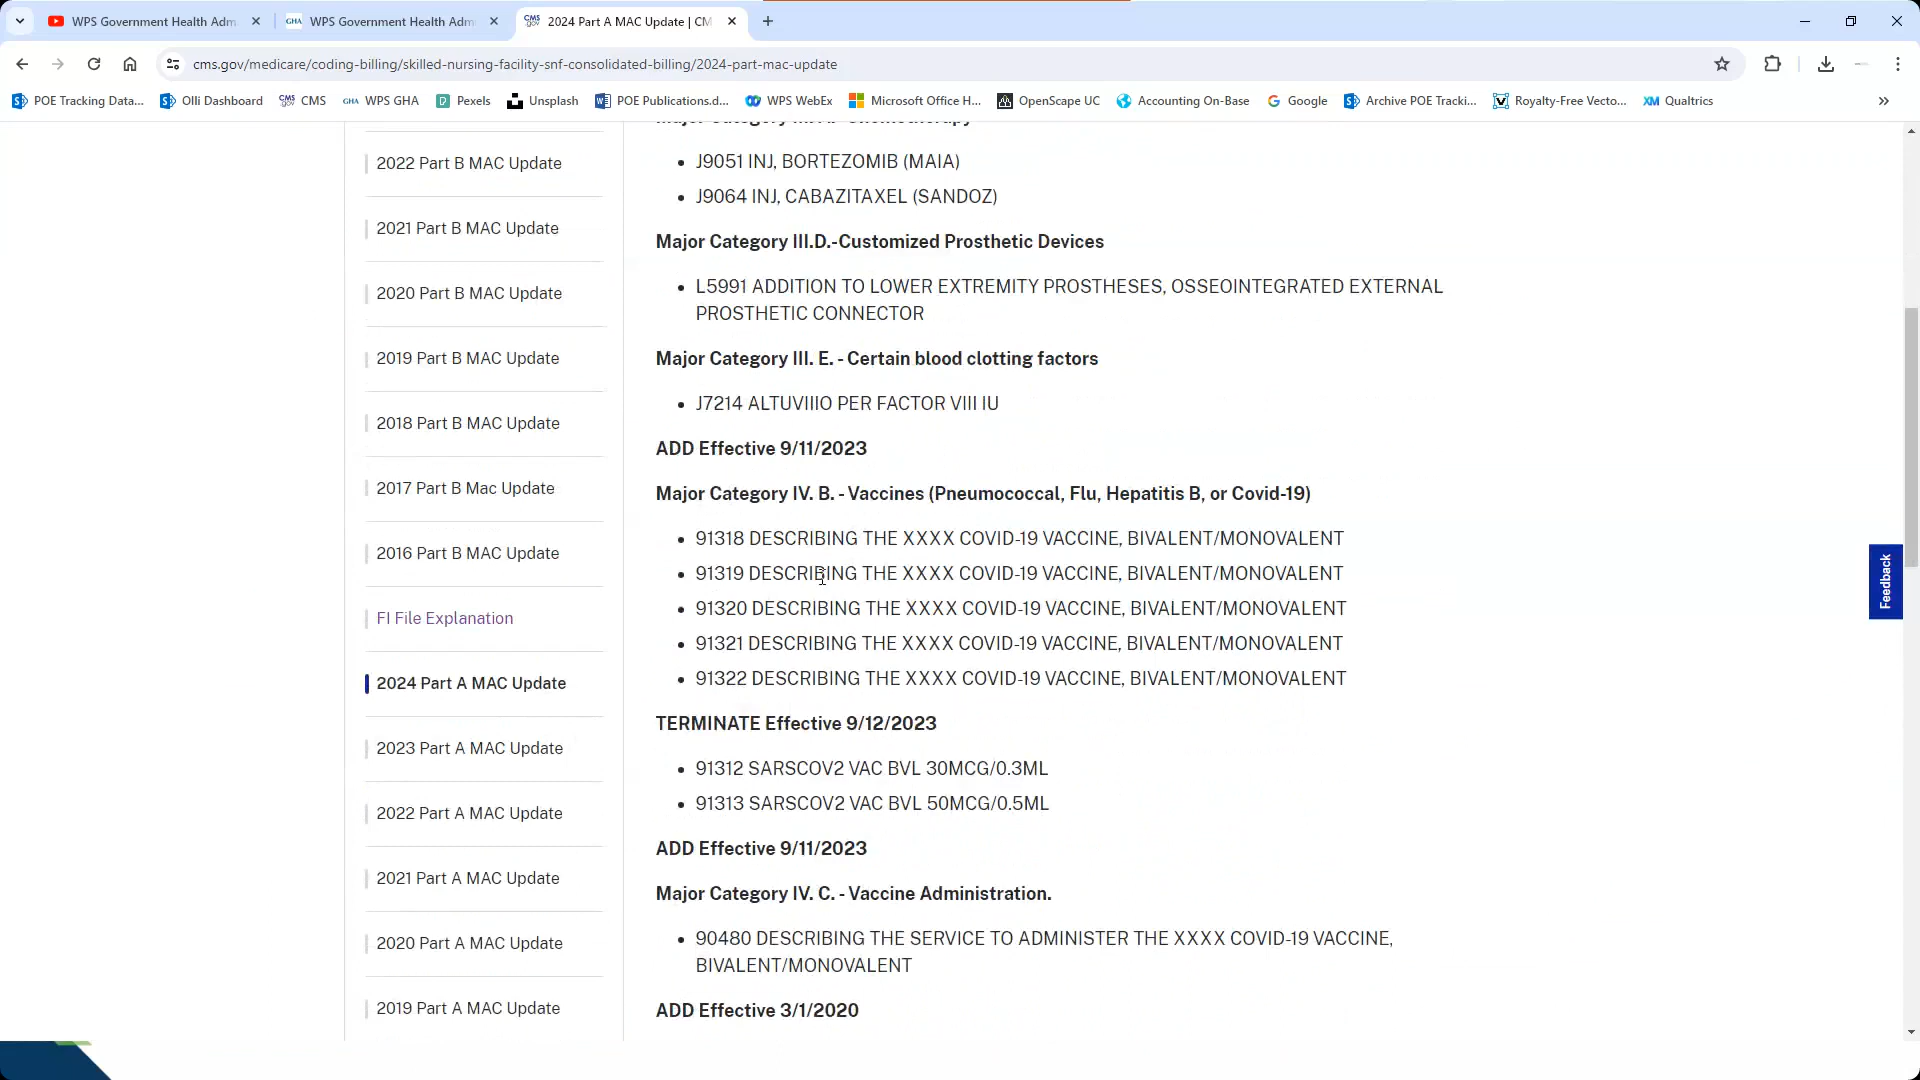 WPS Government Health Adm
WPS Government Health Adm
2024 Part A MAC Update | CM
cms.gov/medicare/coding-billing/skilled-nursing-facility-snf-consolidated-billing/2024-part-mac-update
POE Tracking Data...
Olli Dashboard
CMS
WPS GHA
Pexels
Unsplash
POE Publications.d...
WPS WebEx
Microsoft Office H...
OpenScape UC
Accounting On-Base
Google
Archive POE Tracki...
Royalty-Free Vecto...
Qualtrics
2022 Part B MAC Update
2021 Part B MAC Update
2020 Part B MAC Update
2019 Part B MAC Update
2018 Part B MAC Update
2017 Part B Mac Update
2016 Part B MAC Update
FI File Explanation
2024 Part A MAC Update
2023 Part A MAC Update
2022 Part A MAC Update
2021 Part A MAC Update
2020 Part A MAC Update
2019 Part A MAC Update
J9051 INJ, BORTEZOMIB (MAIA)
J9064 INJ, CABAZITAXEL (SANDOZ)
Major Category III.D.-Customized Prosthetic Devices
L5991 ADDITION TO LOWER EXTREMITY PROSTHESES, OSSEOINTEGRATED EXTERNAL
PROSTHETIC CONNECTOR
Major Category III. E. - Certain blood clotting factors
J7214 ALTUVIIIO PER FACTOR VIII IU
ADD Effective 9/11/2023
Major Category IV. B. - Vaccines (Pneumococcal, Flu, Hepatitis B, or Covid-19)
91318 DESCRIBING THE XXXX COVID-19 VACCINE, BIVALENT/MONOVALENT
91319 DESCRIBING THE XXXX COVID-19 VACCINE, BIVALENT/MONOVALENT
91320 DESCRIBING THE XXXX COVID-19 VACCINE, BIVALENT/MONOVALENT
91321 DESCRIBING THE XXXX COVID-19 VACCINE, BIVALENT/MONOVALENT
91322 DESCRIBING THE XXXX COVID-19 VACCINE, BIVALENT/MONOVALENT
TERMINATE Effective 9/12/2023
91312 SARSCOV2 VAC BVL 30MCG/0.3ML
91313 SARSCOV2 VAC BVL 50MCG/0.5ML
ADD Effective 9/11/2023
Major Category IV. C. - Vaccine Administration.
90480 DESCRIBING THE SERVICE TO ADMINISTER THE XXXX COVID-19 VACCINE,
BIVALENT/MONOVALENT
ADD Effective 3/1/2020
Feedback